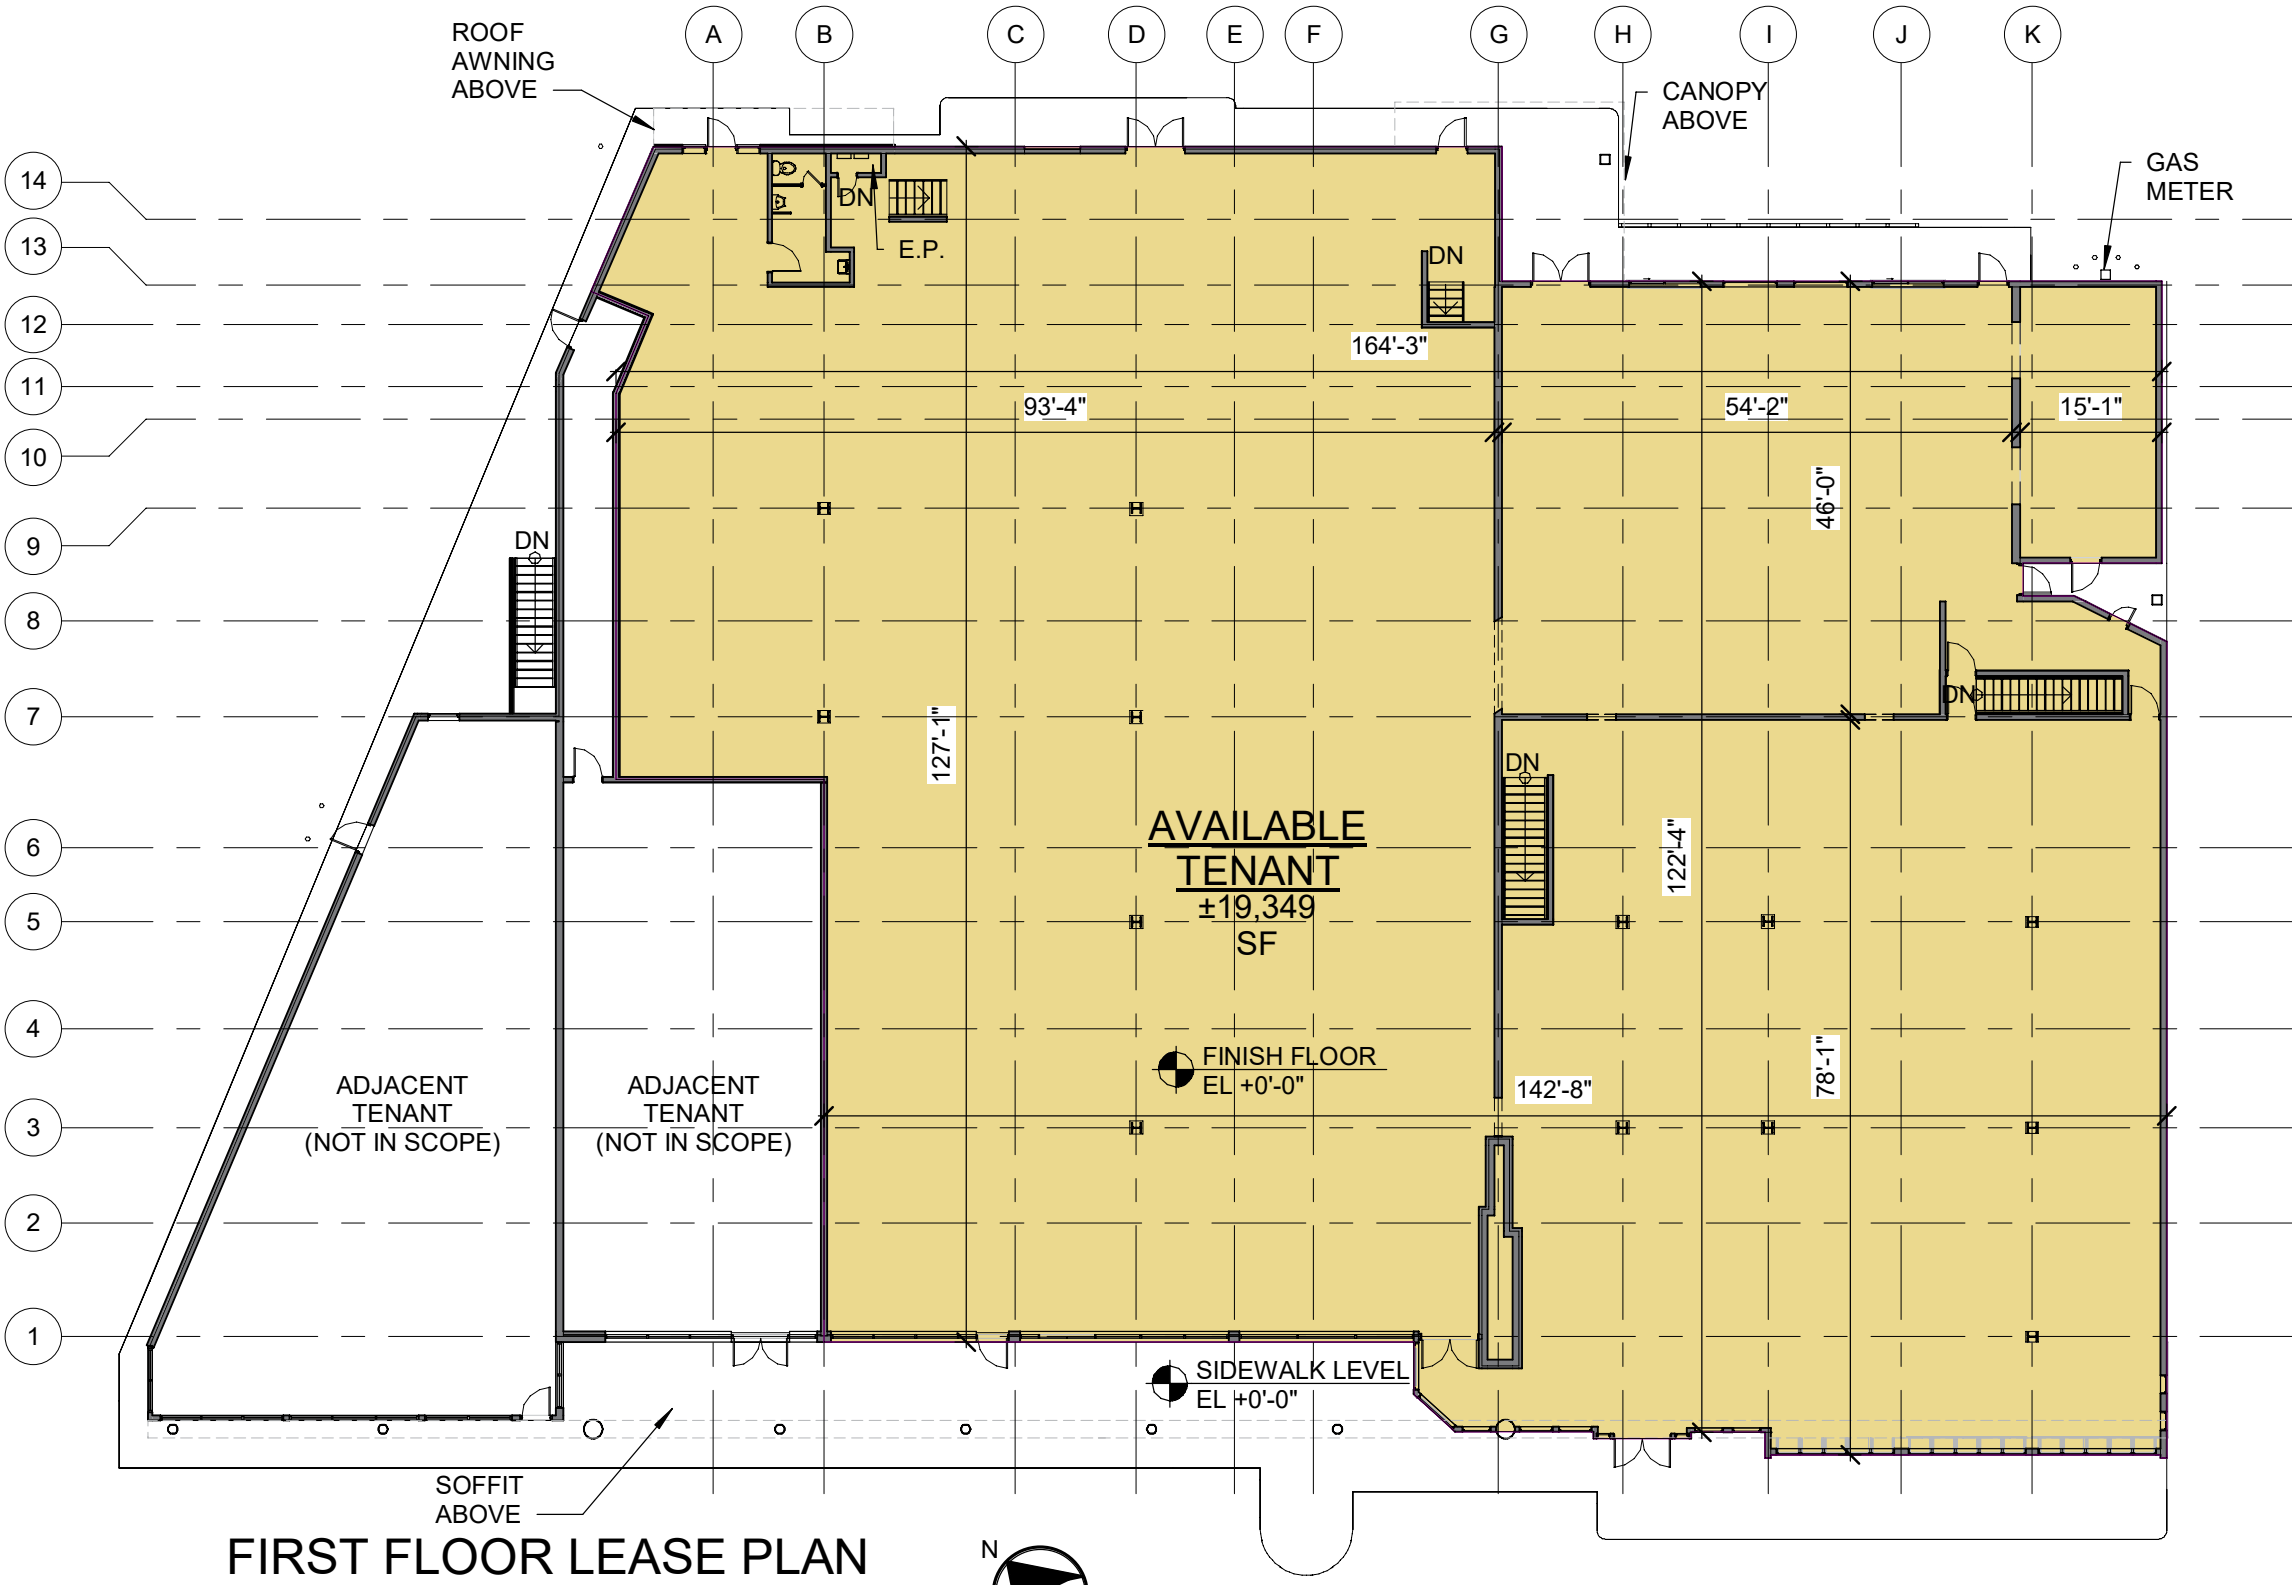 ROOF
AWNING
ABOVE
A
B
C
D
E
F
G
H
I
J
K
CANOPY
ABOVE
GAS
METER
14
13
12
11
10
9
8
7
6
5
4
3
2
1
DN
E.P.
DN
164'-3"
93'-4"
54'-2"
15'-1"
46'-0"
DN
DN
127'-1"
DN
122'-4"
AVAILABLE
TENANT
±19,349
SF
FINISH FLOOR
EL +0'-0"
142'-8"
78'-1"
ADJACENT
TENANT
(NOT IN SCOPE)
ADJACENT
TENANT
(NOT IN SCOPE)
SIDEWALK LEVEL
EL +0'-0"
SOFFIT
ABOVE
FIRST FLOOR LEASE PLAN
N